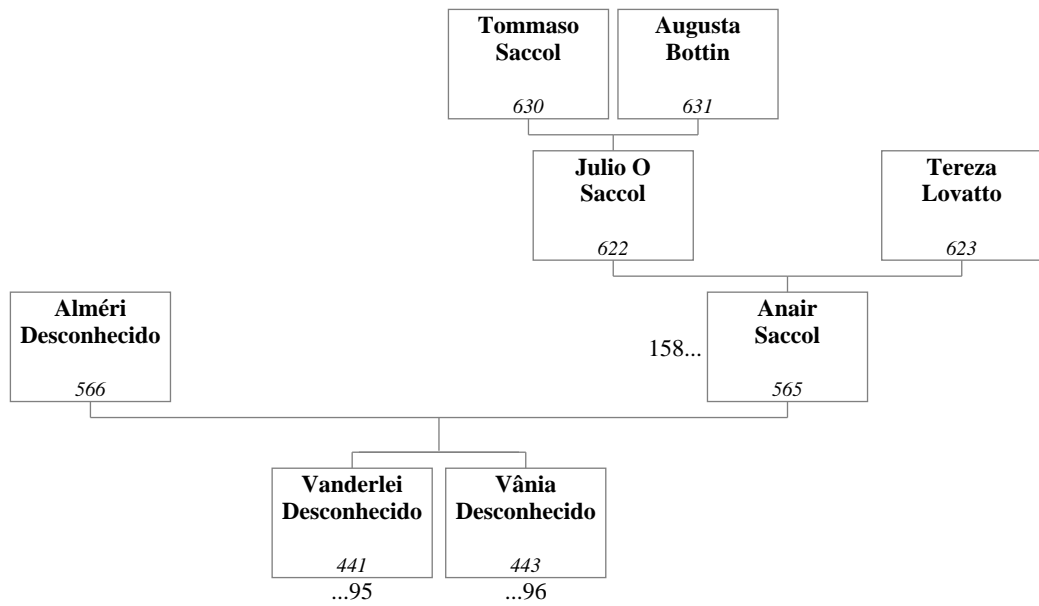 Tommaso
Saccol
630
Augusta
Bottin
631
Julio O
Saccol
622
Tereza
Lovatto
623
Alméri
Desconhecido
566
158...
Anair
Saccol
565
Vanderlei
Desconhecido
441
...95
Vânia
Desconhecido
443
...96